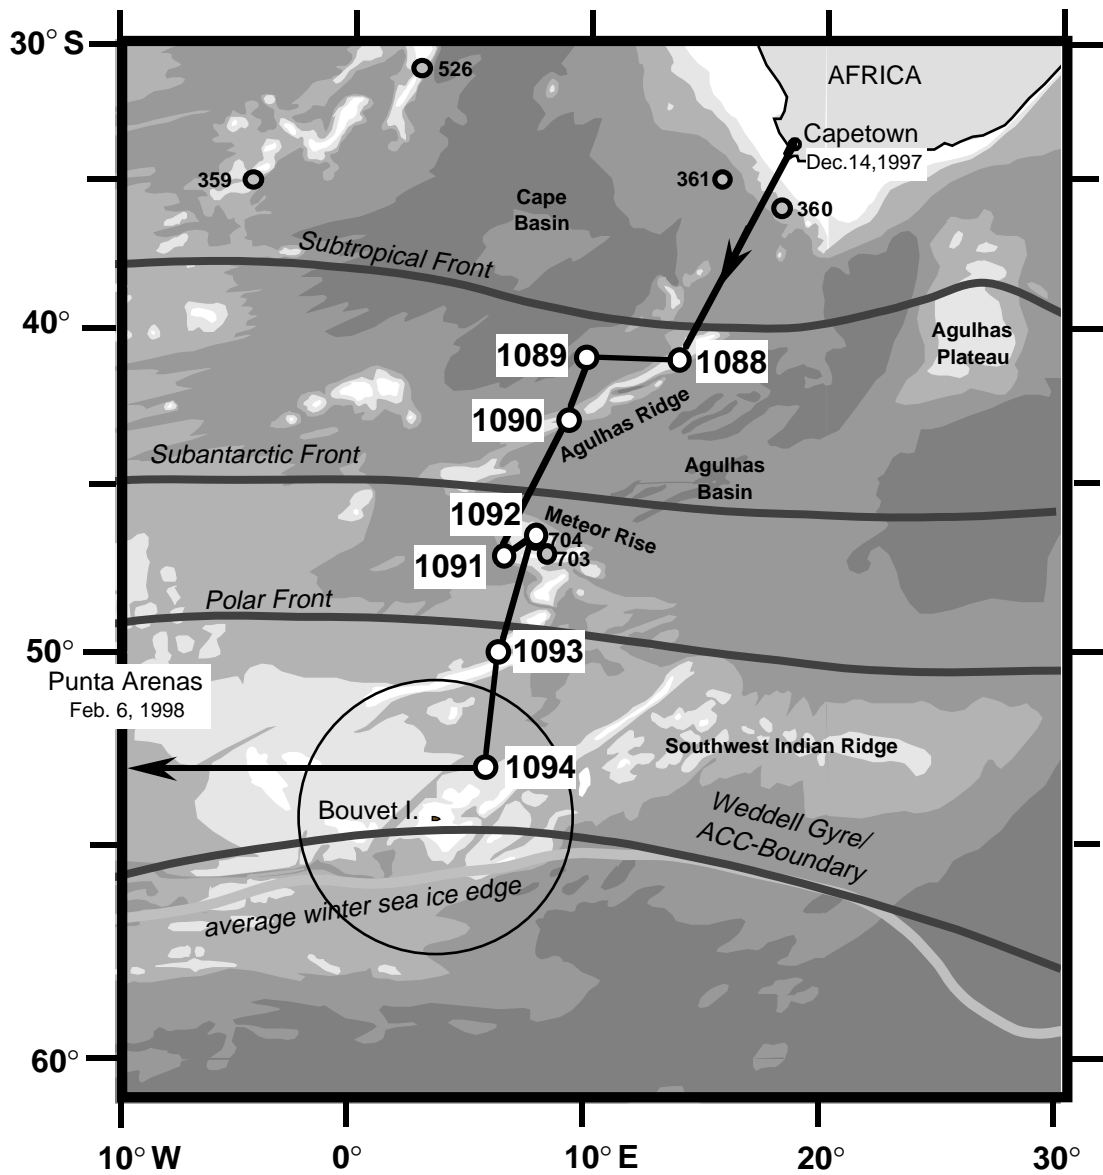 30° S
526
AFRICA
Capetown
Dec.14,1997
359
361
360
Cape
Basin
Subtropical Front
40°
1089
1088
Agulhas
Plateau
1090
Agulhas Ridge
Subantarctic Front
Agulhas
Basin
1092
Meteor Rise
704
703
1091
Polar Front
50°
1093
Punta Arenas
Feb. 6, 1998
Southwest Indian Ridge
1094
Bouvet I.
Weddell Gyre/
ACC-Boundary
average winter sea ice edge
60°
10° W
0°
10° E
20°
30°